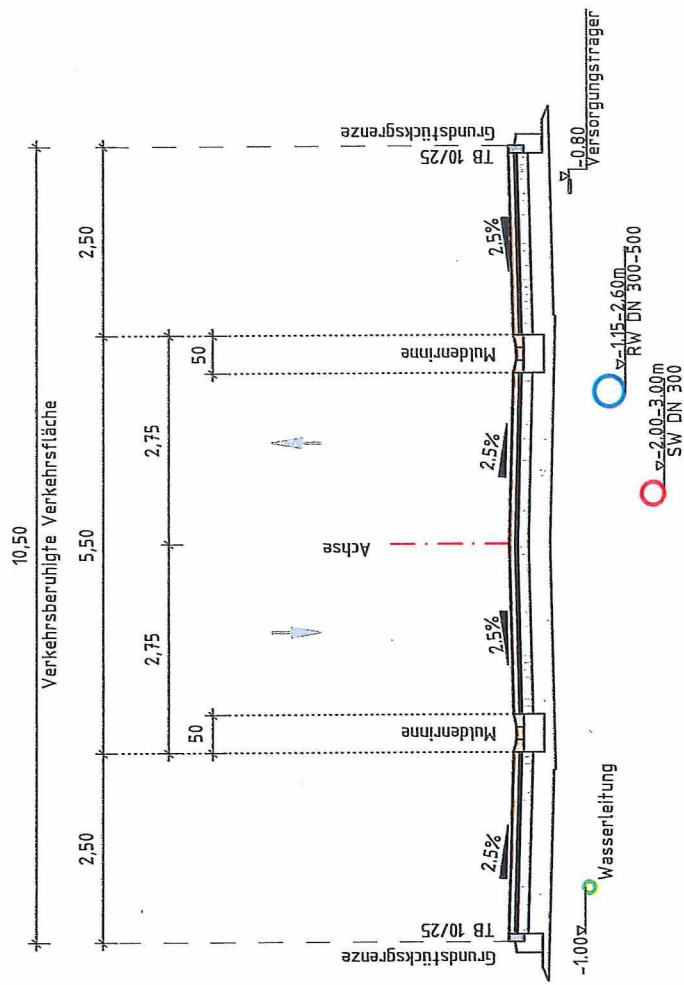 10,50
Verkehrsberuhigte Verkehrsfläche
2,50
5,50
2,50
2,75
2,75
50
50
Achse
Grundstücksgrenze
TB 10/25
Muldenrinne
Muldenrinne
TB 10/25
Grundstücksgrenze
2,5%
2,5%
2,5%
2,5%
-1.00
Wasserleitung
-2,00-3,00m
SW DN 300
-1,15-2,60m
RW DN 300-500
-0,80
Versorgungsträger